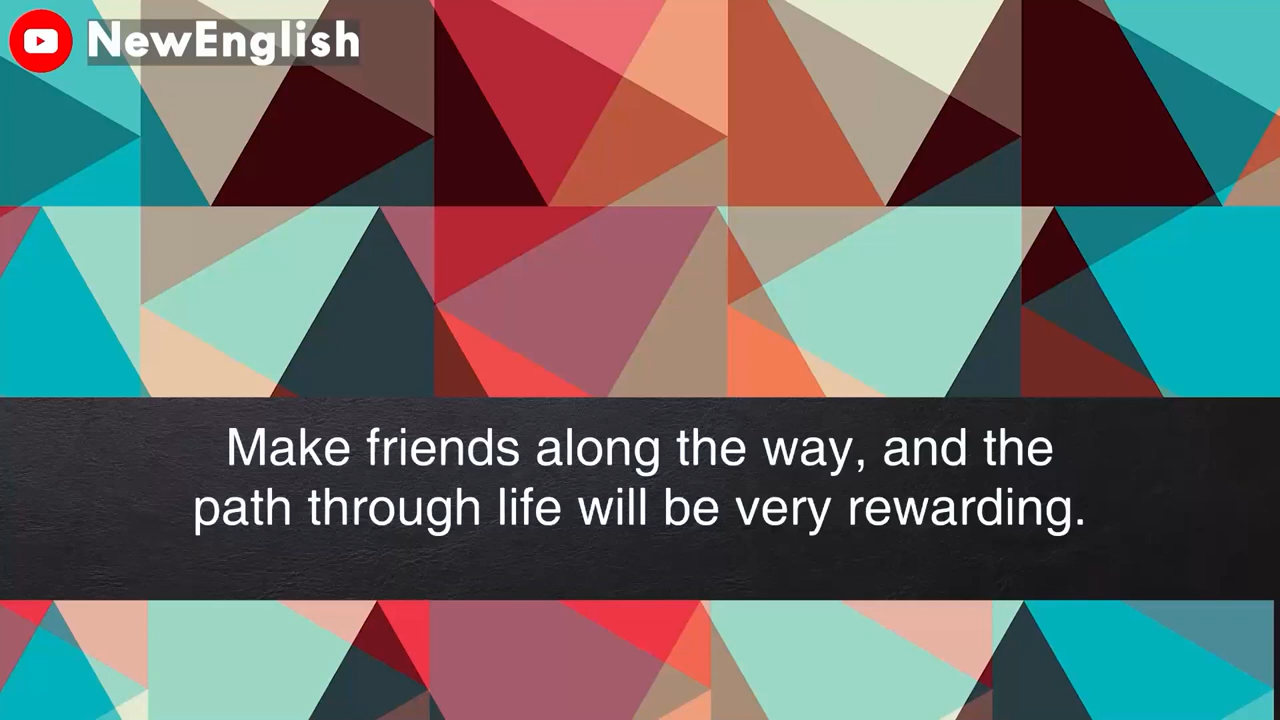 NewEnglish
Make friends along the way, and the
path through life will be very rewarding.